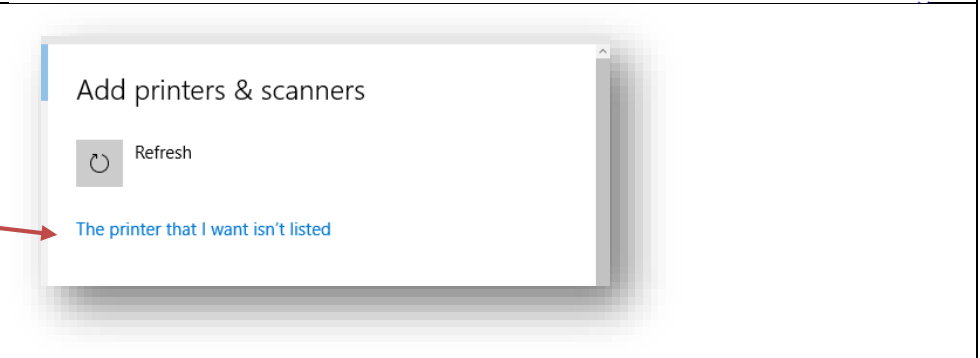 Add printers & scanners
Refresh
The printer that I want isn’t listed